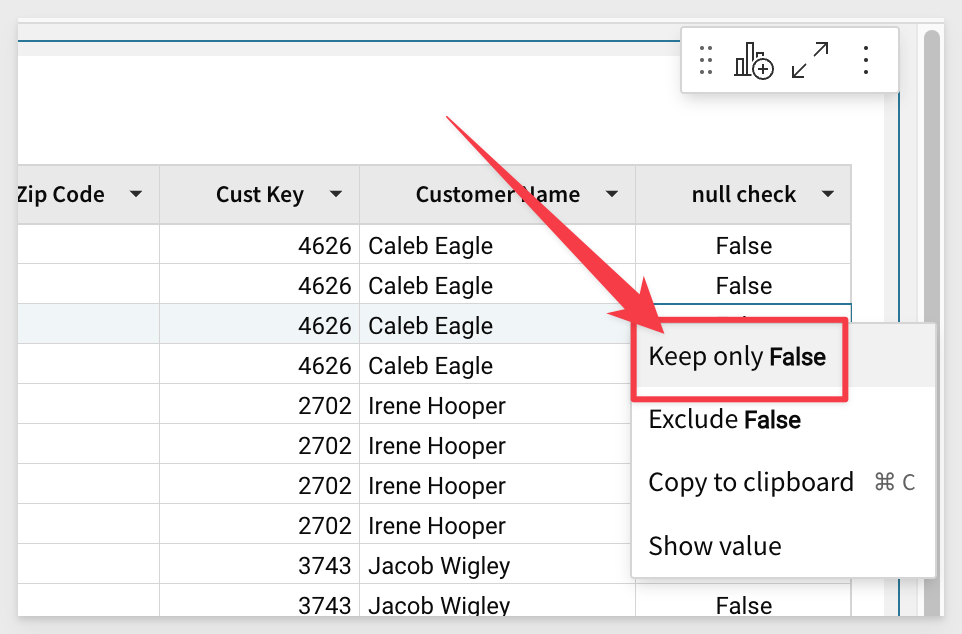 Zip Code Cust Key Customer Name null check
4626 Caleb Eagle False
4626 Caleb Eagle False
4626 Caleb Eagle
4626 Caleb Eagle
2702 Irene Hooper
2702 Irene Hooper
2702 Irene Hooper
2702 Irene Hooper
3743 Jacob Wigley
3743 Jacob Wigley False
Keep only False
Exclude False
Copy to clipboard ⌘ C
Show value